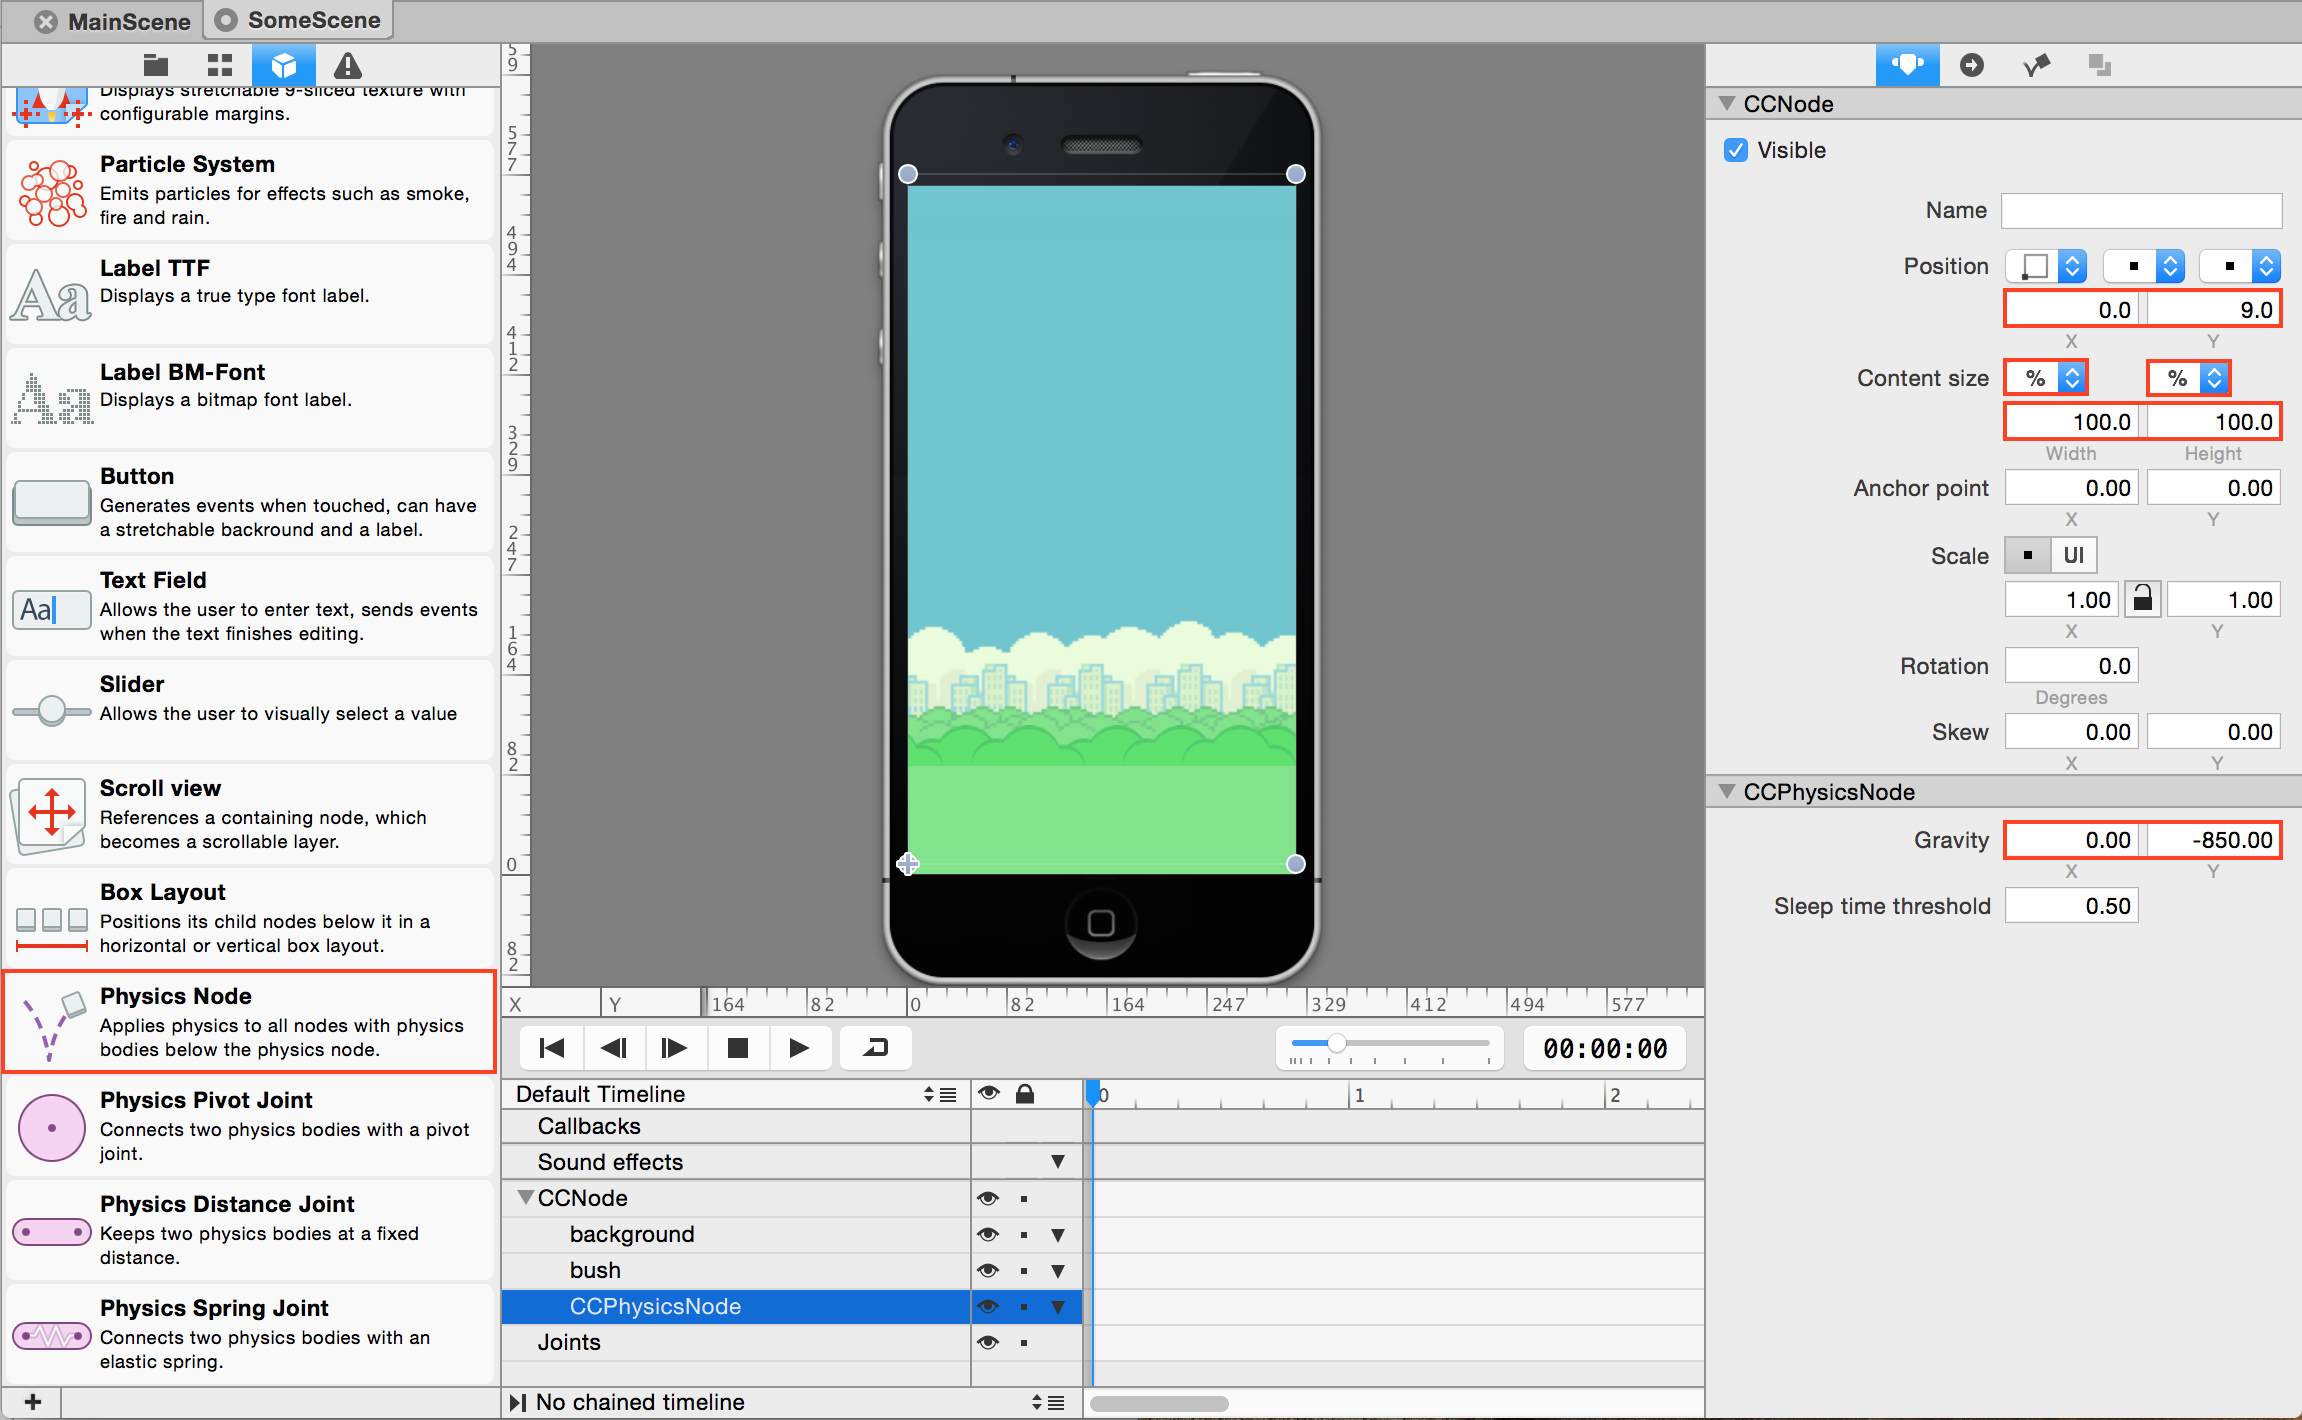 MainScene
SomeScene
Displays stretchable 9-sliced texture with
configurable margins.
Particle System
Emits particles for effects such as smoke,
fire and rain.
Label TTF
Displays a true type font label.
Label BM-Font
Displays a bitmap font label.
Button
Generates events when touched, can have
a stretchable backround and a label.
Text Field
Allows the user to enter text, sends events
when the text finishes editing.
Slider
Allows the user to visually select a value
Scroll view
References a containing node, which
becomes a scrollable layer.
Box Layout
Positions its child nodes below it in a
horizontal or vertical box layout.
Physics Node
Applies physics to all nodes with physics
bodies below the physics node.
Physics Pivot Joint
Connects two physics bodies with a pivot
joint.
Physics Distance Joint
Keeps two physics bodies at a fixed
distance.
Physics Spring Joint
Connects two physics bodies with an
elastic spring.
Aa
Aa
Aa
+
59
577
494
412
329
247
164
82
0
82
X Y 164 82 0 82 164 247 329 412 494 577
00:00:00
Default Timeline
0 1 2
Callbacks
Sound effects
CCNode
background
bush
CCPhysicsNode
Joints
No chained timeline
CCNode
Visible
Name
Position
0.0 9.0
X Y
Content size % %
100.0 100.0
Width Height
Anchor point 0.00 0.00
X Y
Scale UI
1.00 1.00
X Y
Rotation 0.0
Degrees
Skew 0.00 0.00
X Y
CCPhysicsNode
Gravity 0.00 -850.00
X Y
Sleep time threshold 0.50